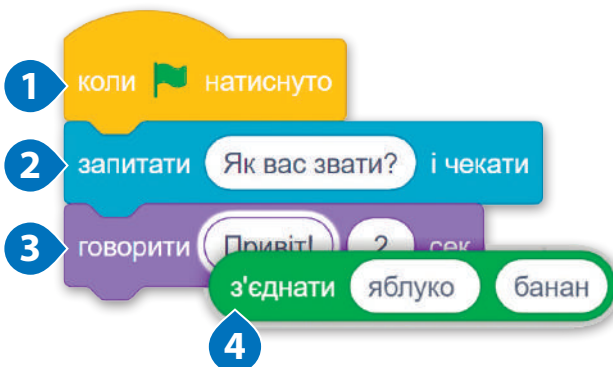 1 коли натиснуто
2 запитати Як вас звати? і чекати
3 говорити Привіт! 2 сек
з'єднати яблуко банан
4